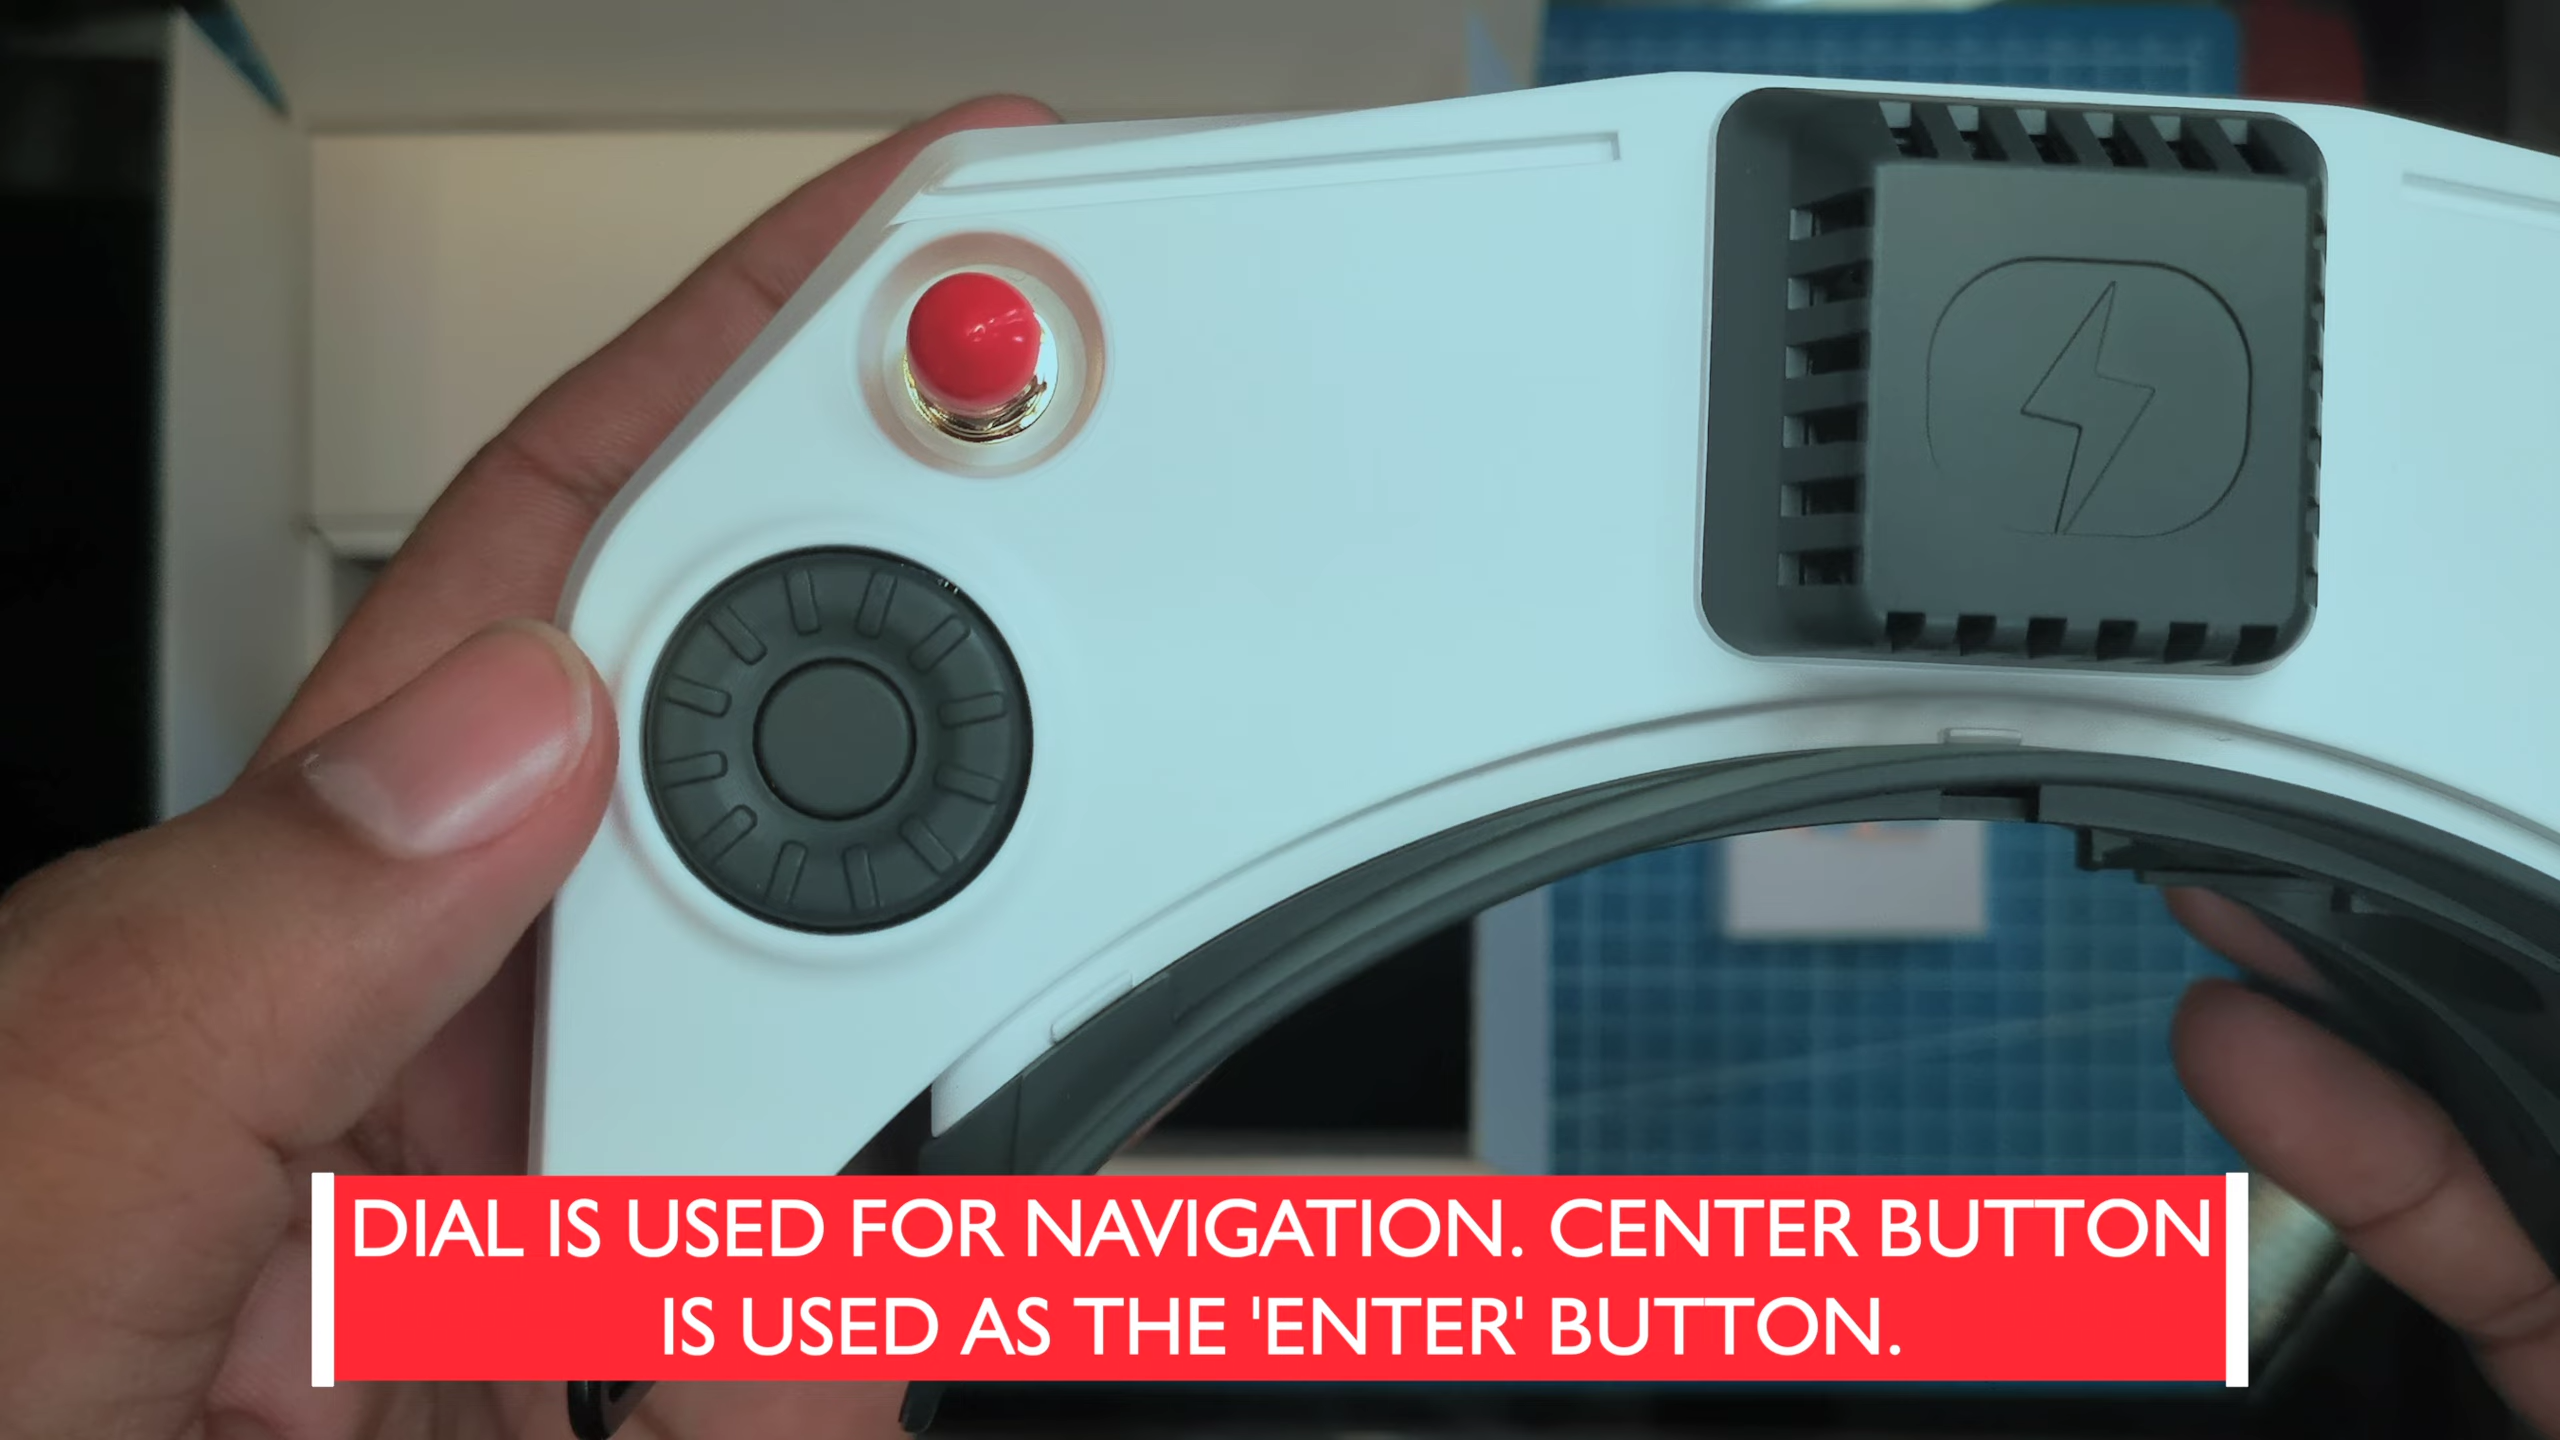 DIAL IS USED FOR NAVIGATION. CENTER BUTTON
IS USED AS THE 'ENTER' BUTTON.